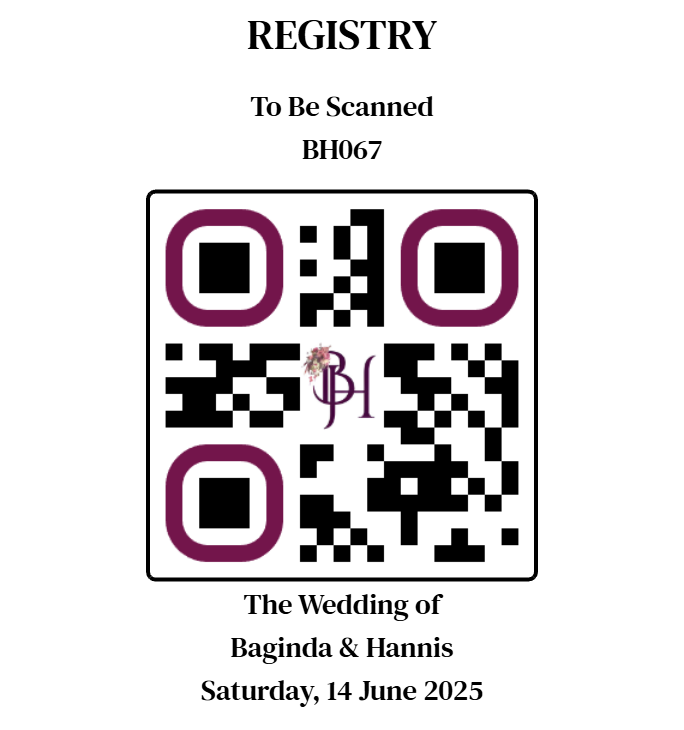 REGISTRY
To Be Scanned
BH067
BH
The Wedding of
Baginda & Hannis
Saturday, 14 June 2025